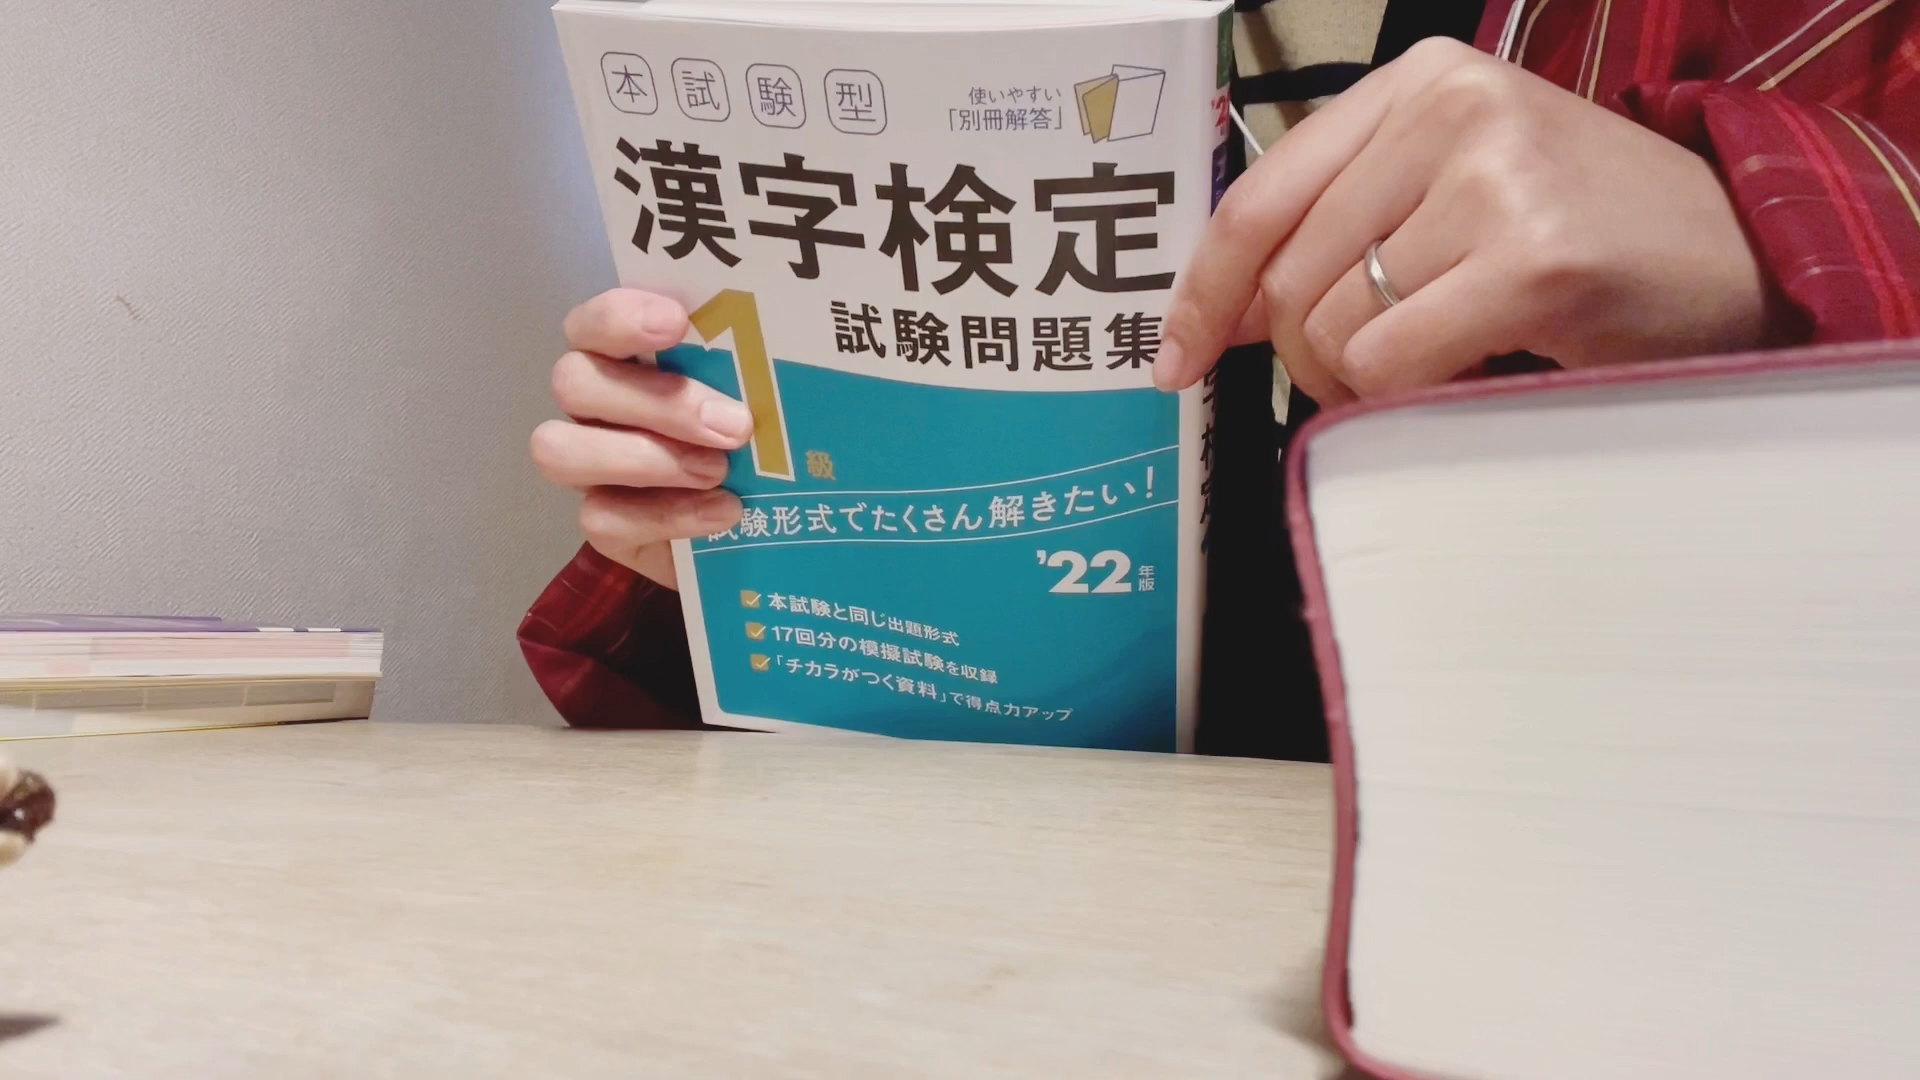 本試験型
使いやすい
「別冊解答」
漢字検定
1級
試験問題集
試験形式でたくさん解きたい!
'22年版
本試験と同じ出題形式
17回分の模擬試験を収録
「チカラがつく資料」で得点力アップ